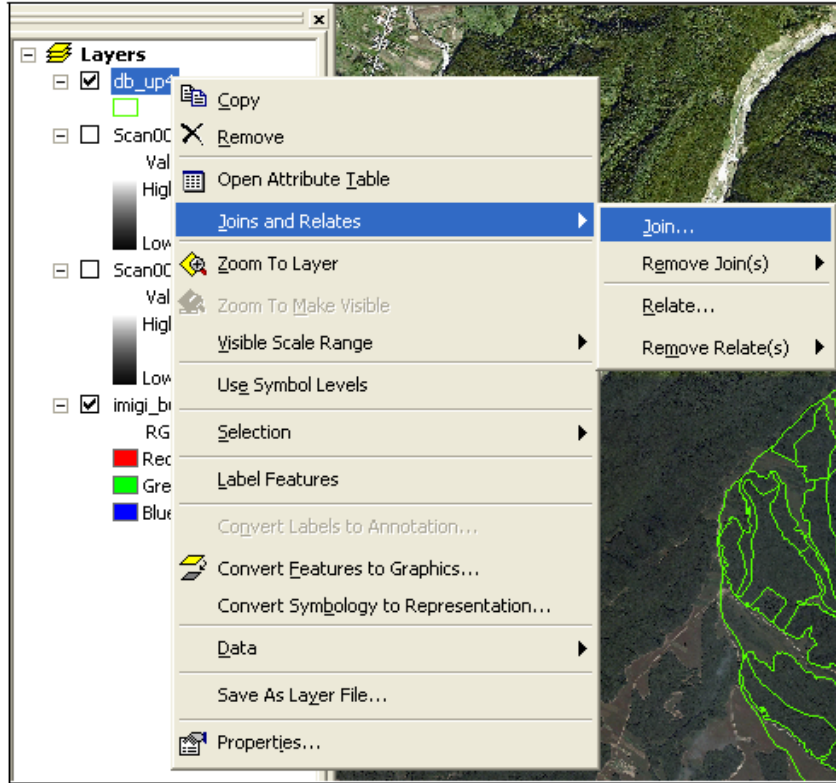 Layers
db_up4
Scan00
Val
High
Low
Scan00
Val
High
Low
imigi_b
RG
Red
Gre
Blue
Copy
Remove
Open Attribute Table
Joins and Relates
Zoom To Layer
Zoom To Make Visible
Visible Scale Range
Use Symbol Levels
Selection
Label Features
Convert Labels to Annotation...
Convert Features to Graphics...
Convert Symbology to Representation...
Data
Save As Layer File...
Properties...
Join...
Remove Join(s)
Relate...
Remove Relate(s)